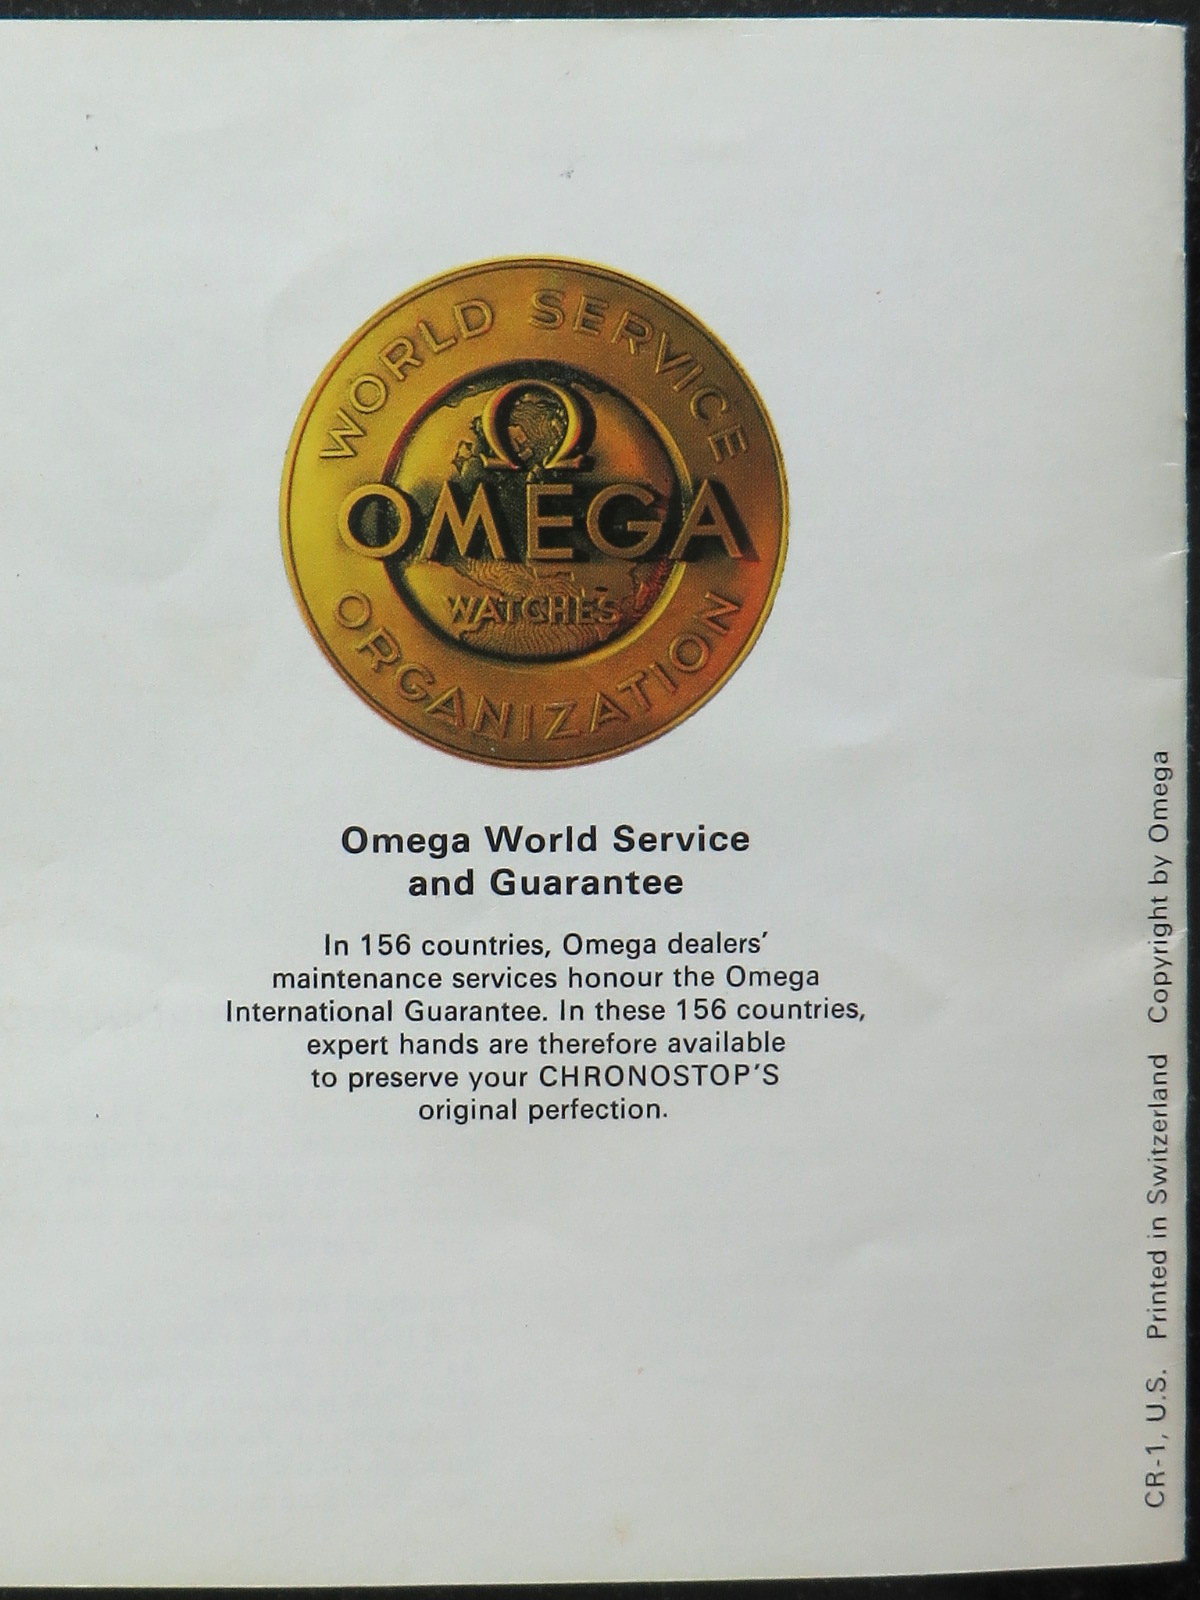 WORLD SERVICE
Ω
OMEGA
WATCHES
ORGANIZATION
Omega World Service
and Guarantee
In 156 countries, Omega dealers’
maintenance services honour the Omega
International Guarantee. In these 156 countries,
expert hands are therefore available
to preserve your CHRONOSTOP’S
original perfection.
CR-1, U.S. Printed in Switzerland Copyright by Omega